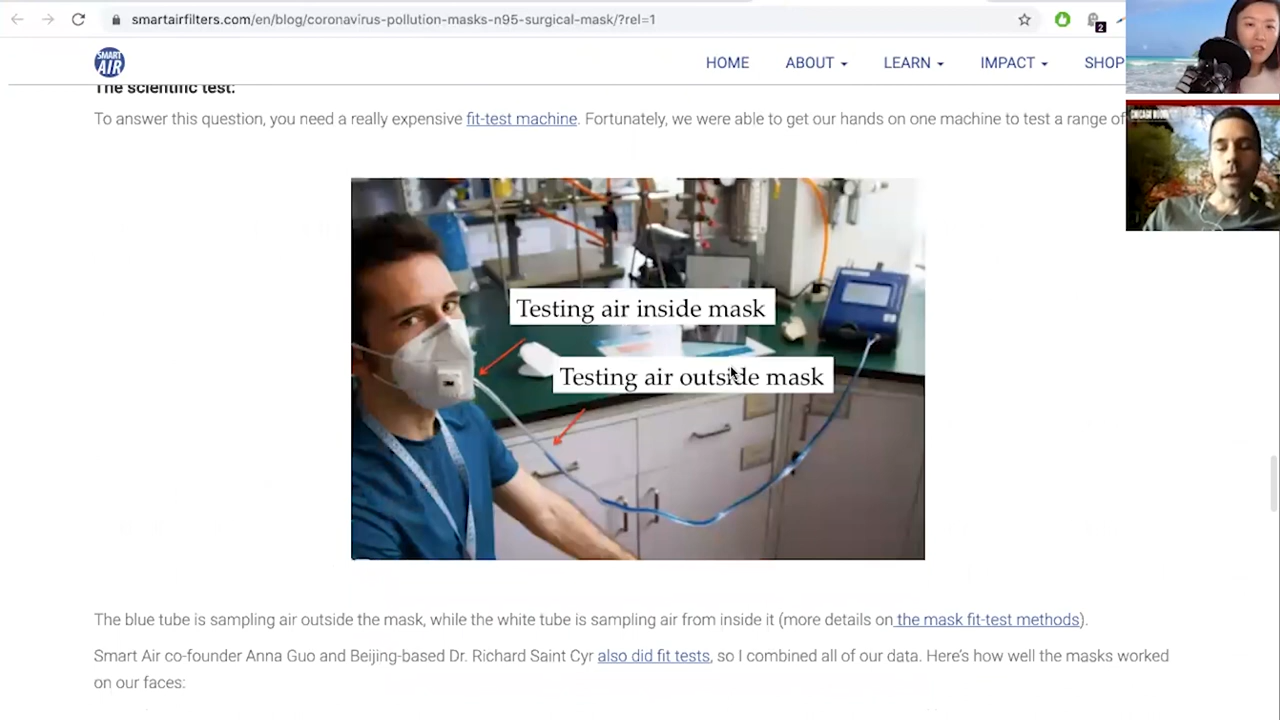 smartairfilters.com/en/blog/coronavirus-pollution-masks-n95-surgical-mask/?rel=1
2
SMART
AIR
HOME ABOUT LEARN IMPACT SHOP
The scientific test:
To answer this question, you need a really expensive fit-test machine. Fortunately, we were able to get our hands on one machine to test a range of
CHICAGO BOOTH
Testing air inside mask
Testing air outside mask
The blue tube is sampling air outside the mask, while the white tube is sampling air from inside it (more details on the mask fit-test methods).
Smart Air co-founder Anna Guo and Beijing-based Dr. Richard Saint Cyr also did fit tests, so I combined all of our data. Here’s how well the masks worked
on our faces: